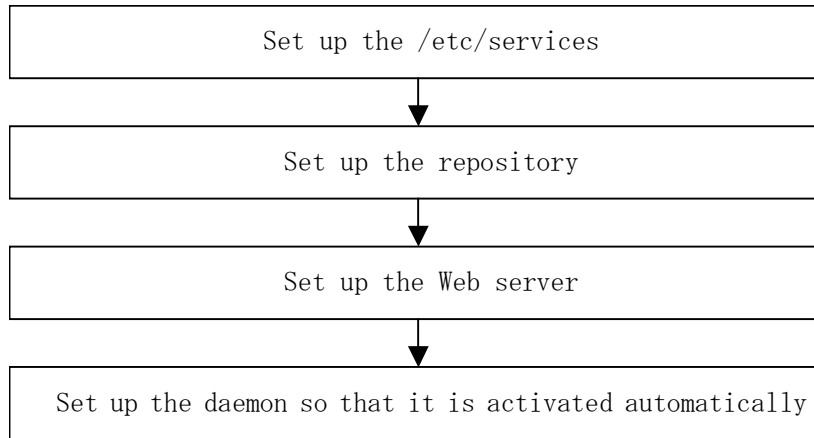 Set up the /etc/services
Set up the repository
Set up the Web server
Set up the daemon so that it is activated automatically